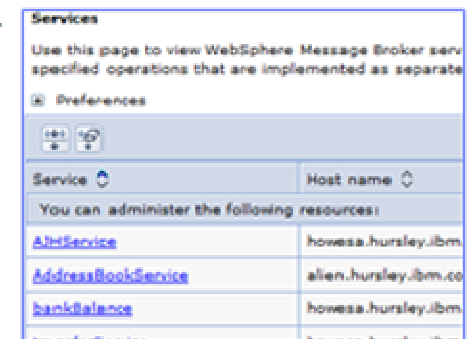 Services
Use this page to view WebSphere Message Broker serv
specified operations that are implemented as separate
Preferences
Service Host name
You can administer the following resources:
AJHService howesa.hursley.ibm.
AddressBookService alien.hursley.ibm.co
bankBalance howesa.hursley.ibm.